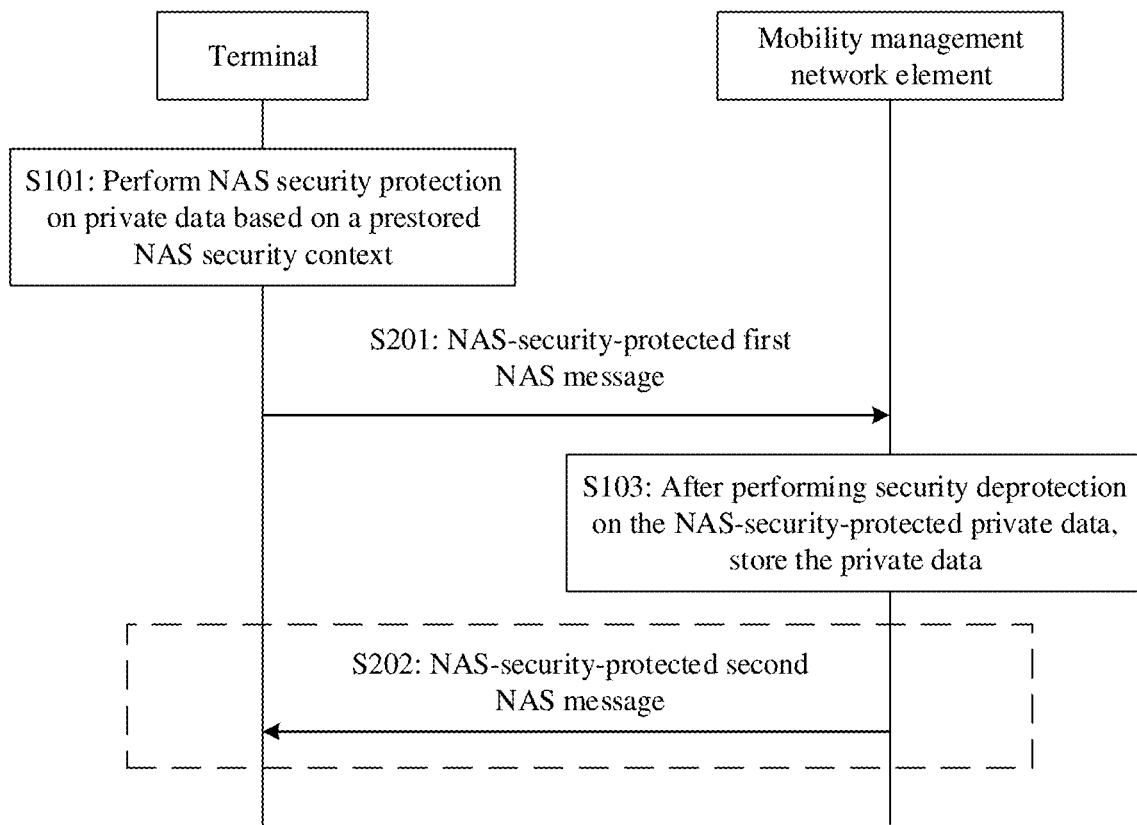 Terminal
Mobility management
network element
S101: Perform NAS security protection
on private data based on a prestored
NAS security context
S201: NAS-security-protected first
NAS message
S103: After performing security deprotection
on the NAS-security-protected private data,
store the private data
S202: NAS-security-protected second
NAS message